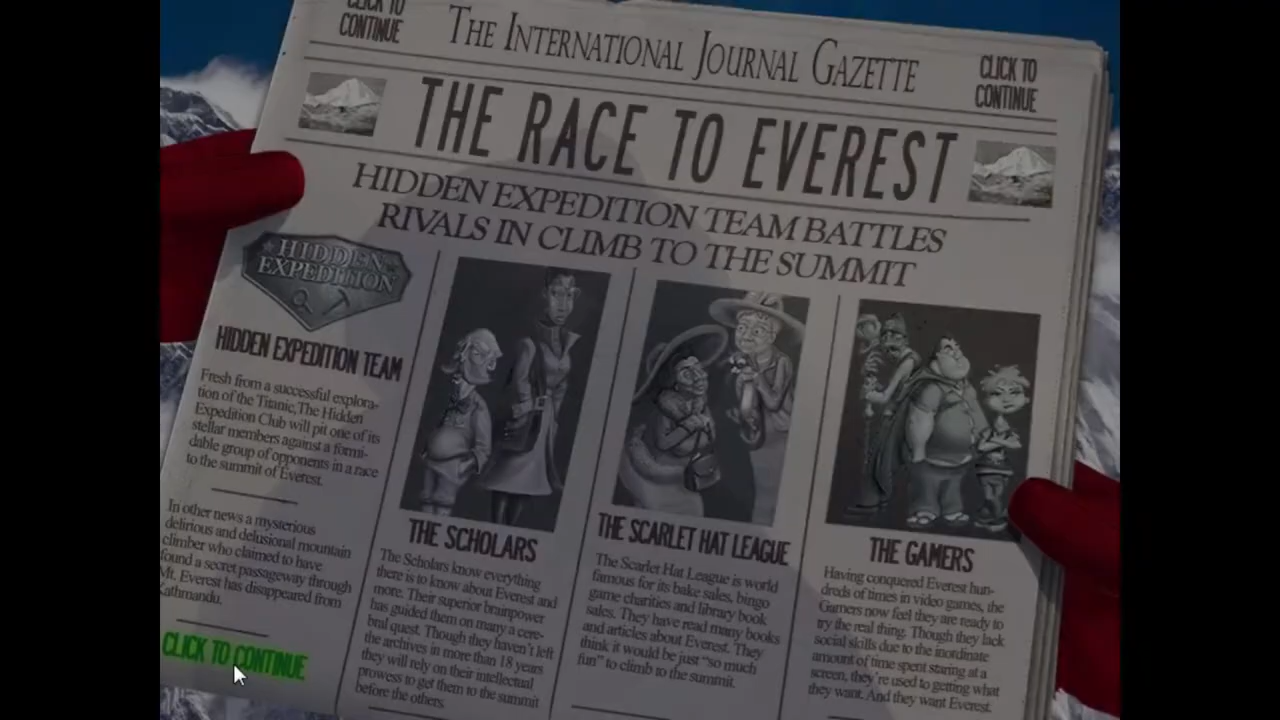 CLICK TO
CONTINUE
THE INTERNATIONAL JOURNAL GAZETTE
CLICK TO
CONTINUE
THE RACE TO EVEREST
HIDDEN EXPEDITION TEAM BATTLES
RIVALS IN CLIMB TO THE SUMMIT
HIDDEN
EXPEDITION
HIDDEN EXPEDITION TEAM
Fresh from a successful explora-
tion of the Titanic, The Hidden
Expedition Club will pit one of its
stellar members against a formi-
dable group of opponents in a race
to the summit of Everest.
In other news a mysterious
delirious and delusional mountain
climber who claimed to have
found a secret passageway through
Mt. Everest has disappeared from
Kathmandu.
CLICK TO CONTINUE
THE SCHOLARS
The Scholars know everything
there is to know about Everest and
more. Their superior brainpower
has guided them on many a cere-
bral quest. Though they haven't left
the archives in more than 18 years
they will rely on their intellectual
prowess to get them to the summit
before the others.
THE SCARLET HAT LEAGUE
The Scarlet Hat League is world
famous for its bake sales, bingo
game charities and library book
sales. They have read many books
and articles about Everest. They
think it would be just "so much
fun" to climb to the summit.
THE GAMERS
Having conquered Everest hun-
dreds of times in video games, the
Gamers now feel they are ready to
try the real thing. Though they lack
social skills due to the inordinate
amount of time spent staring at a
screen, they're used to getting what
they want. And they want Everest.